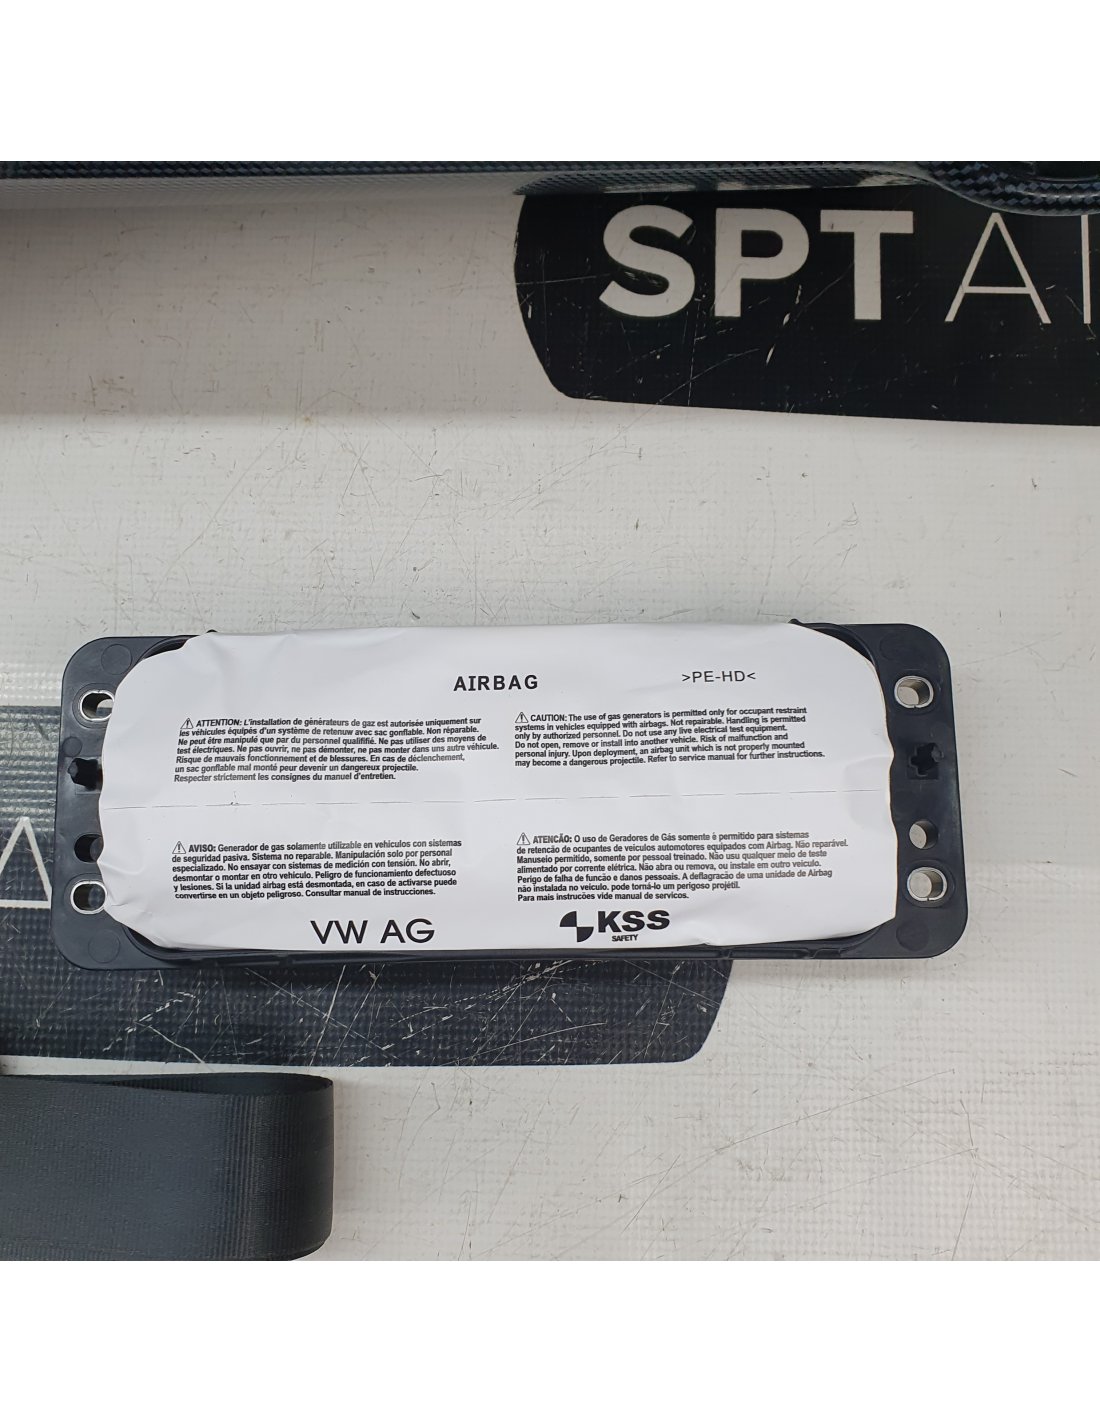 SPT AI
AIRBAG
>PE-HD<
⚠ ATTENTION: L'installation de générateurs de gaz est autorisée uniquement sur
les véhicules équipés d'un système de retenuw avec sac gonflable. Non réparable.
Ne peut être manipulé que par du personnel qualififié. Ne pas utiliser des moyens de
test électriques. Ne pas ouvrir, ne pas démonter, ne pas monter dans uns autre véhicule.
Risque de mauvais fonctionnement et de blessures. En cas de déclenchement,
un sac gonflable mal monté peur devenir un dangereux projectile.
Respecter strictement les consignes du manuel d'entretien.
⚠ CAUTION: The use of gas generators is permitted only for occupant restraint
systems in vehicles equipped with airbags. Not repairable. Handling is permitted
only by authorized personnel. Do not use any live electrical test equipment.
Do not open, remove or install into another vehicle. Risk of malfunction and
personal injury. Upon deployment, an airbag unit which is not properly mounted
may become a dangerous projectile. Refer to service manual for further instructions.
⚠ AVISO: Generador de gas solamente utilizable en vehículos con sistemas
de seguridad pasiva. Sistema no reparable. Manipulación solo por personal
especializado. No ensayar con sistemas de medición con tensión. No abrir,
desmontar o montar en otro vehículo. Peligro de funcionamiento defectuoso
y lesiones. Si la unidad airbag está desmontada, en caso de activarse puede
convertirse en un objeto peligroso. Consultar manual de instrucciones.
⚠ ATENCÃO: O uso de Geradores de Gás somente é permitido para sistemas
de retencão de ocupantes de veiculos automotores equipados com Airbag. Não reparável.
Manuseio permitido, somente por pessoal treinado. Não usu qualquer meio de teste
alimentado por corrente elétrica. Não abra ou remova, ou instale em outro veiculo.
Perigo de falha de funcão e danos pessoais. A deflagracão de uma unidade de Airbag
não instalada no veiculo. pode torná-lo um perigoso projétil.
Para mais instrucões vide manual de servicos.
VW AG
KSS
SAFETY
A